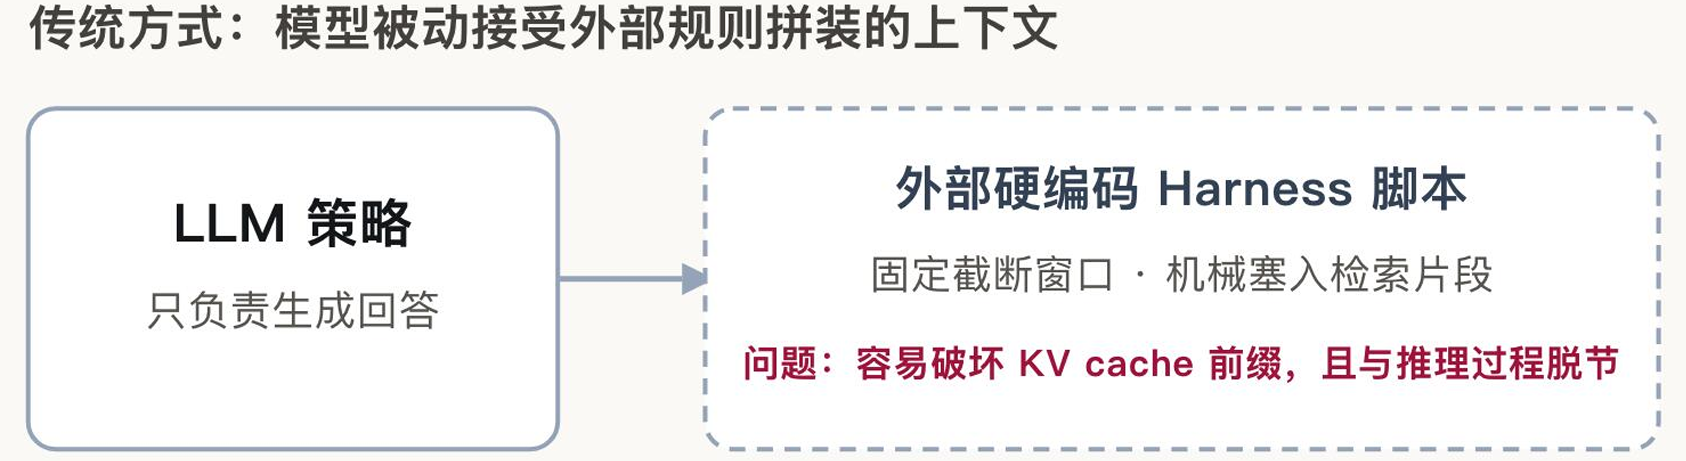 传统方式：模型被动接受外部规则拼装的上下文
LLM 策略
只负责生成回答
外部硬编码 Harness 脚本
固定截断窗口 · 机械塞入检索片段
问题：容易破坏 KV cache 前缀，且与推理过程脱节